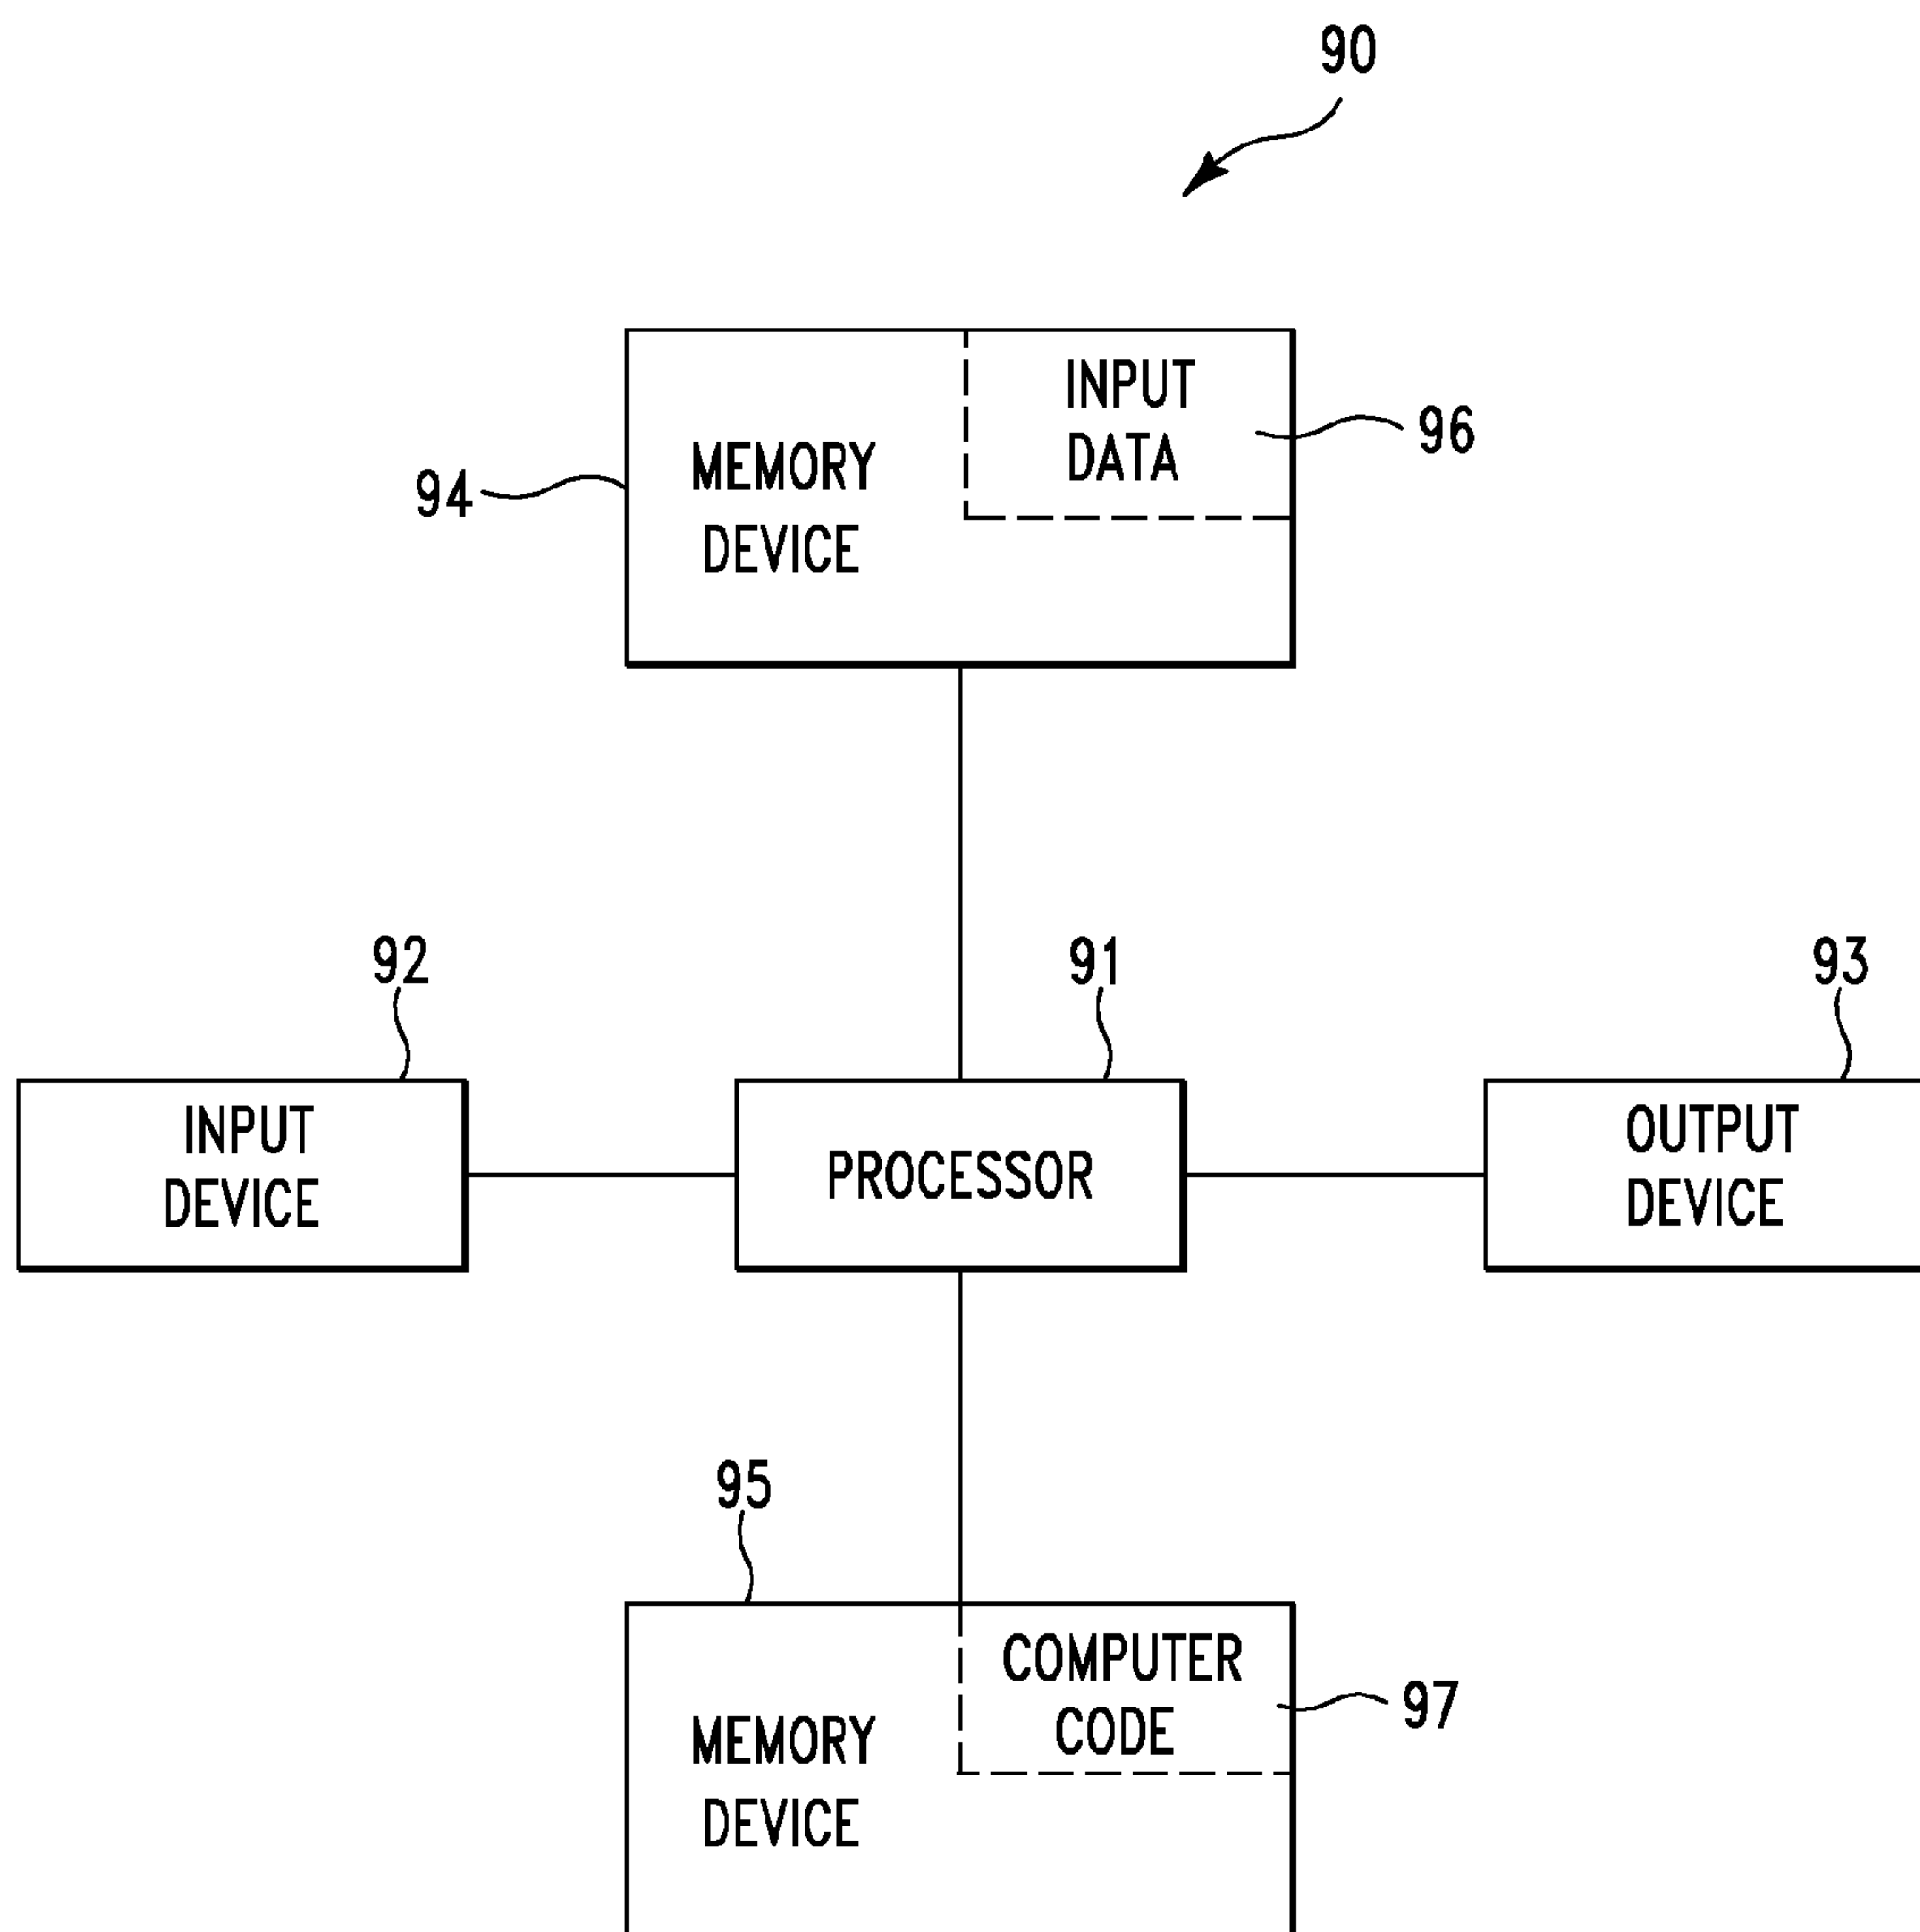 90
INPUT
DATA
96
MEMORY
DEVICE
94
92
91
93
INPUT
DEVICE
PROCESSOR
OUTPUT
DEVICE
95
COMPUTER
CODE
97
MEMORY
DEVICE